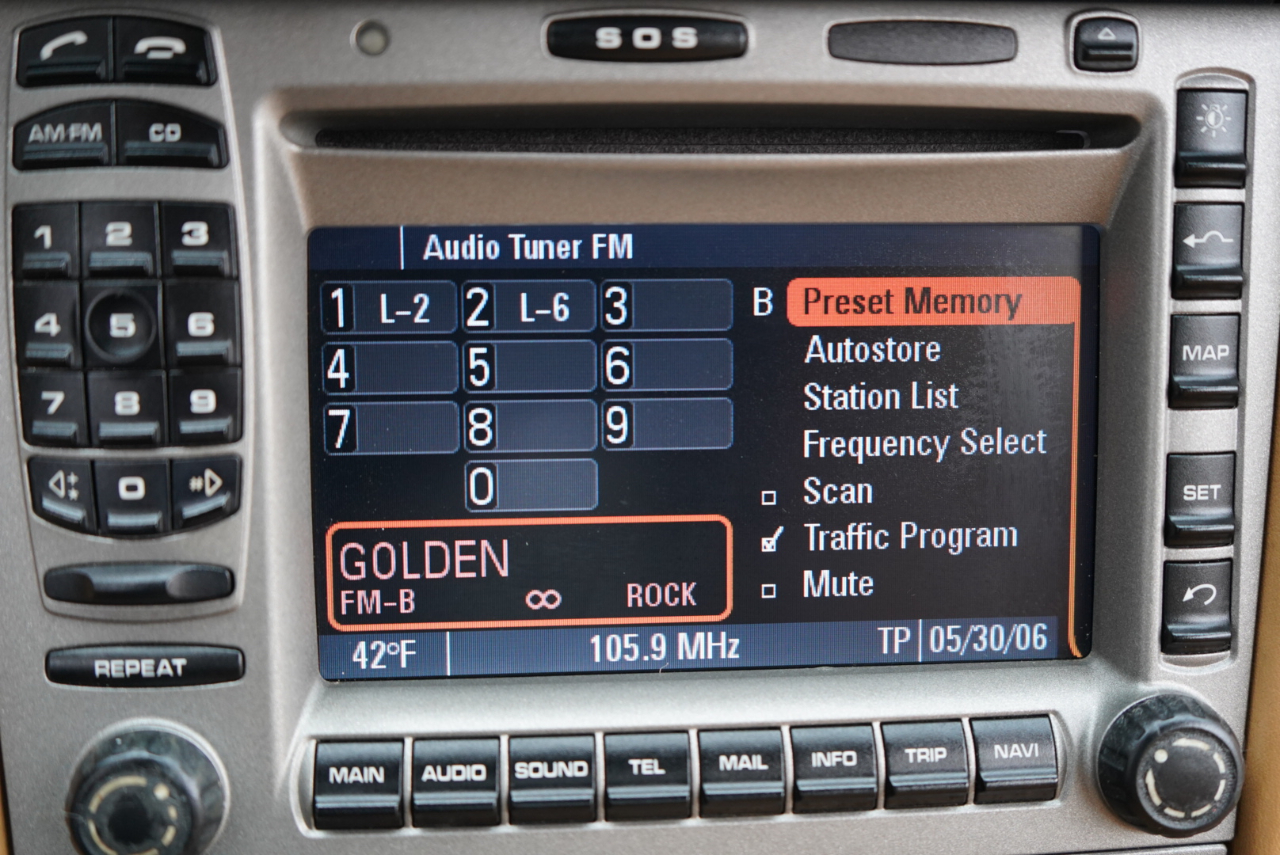 SOS
AM·FM CD
1 2 3
4 5 6
7 8 9
0
REPEAT
Audio Tuner FM
1 L-2 2 L-6 3
4 5 6
7 8 9
0
B Preset Memory
Autostore
Station List
Frequency Select
Scan
Traffic Program
Mute
GOLDEN
FM-B ∞ ROCK
42°F 105.9 MHz TP 05/30/06
MAP
SET
MAIN AUDIO SOUND TEL MAIL INFO TRIP NAVI